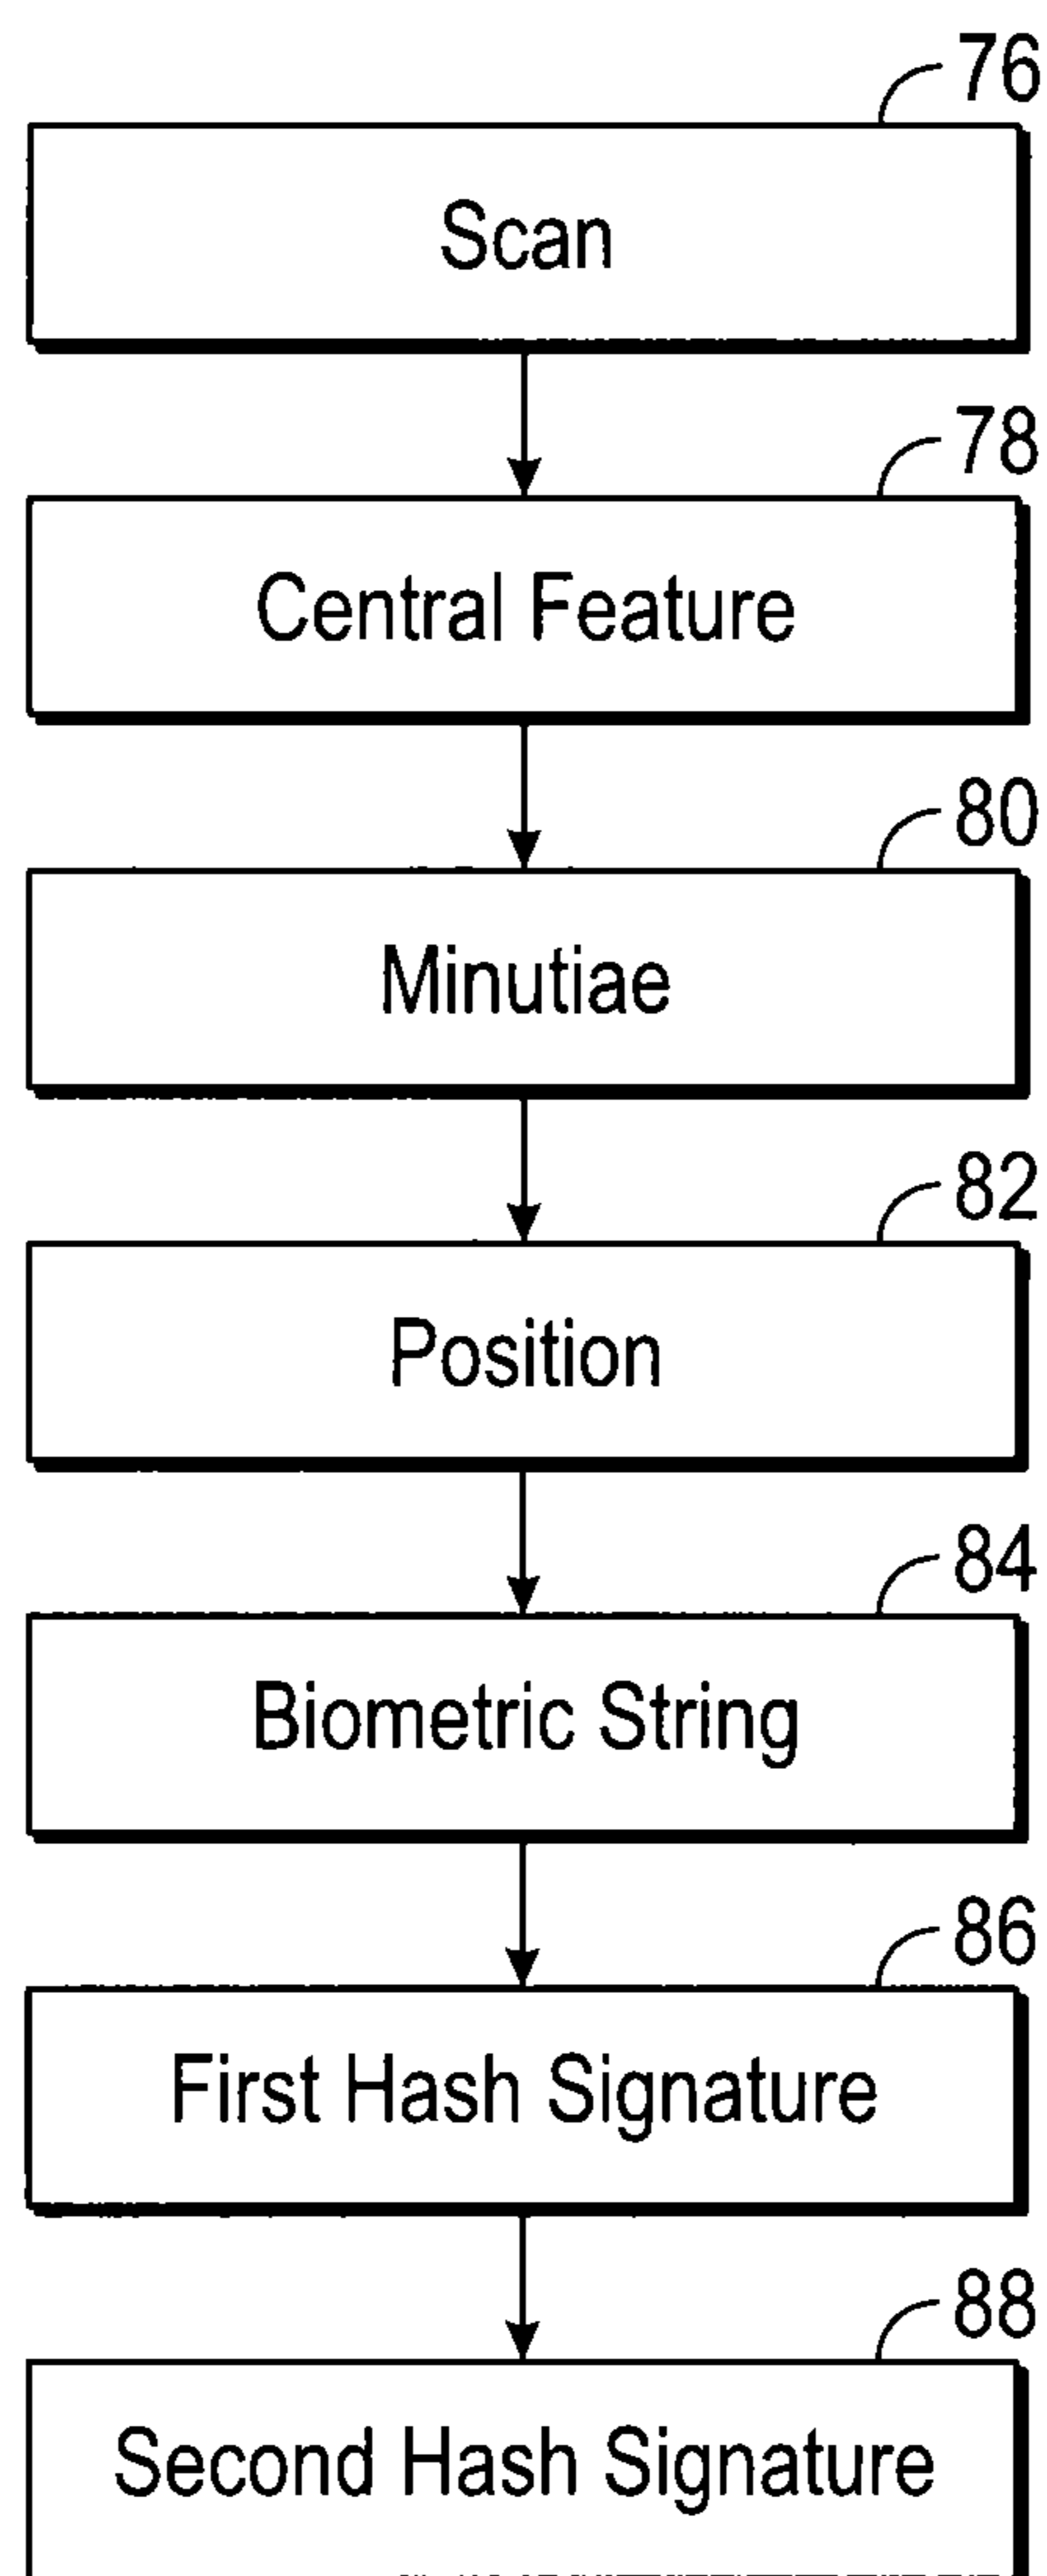 76
Scan
78
Central Feature
80
Minutiae
82
Position
84
Biometric String
86
First Hash Signature
88
Second Hash Signature